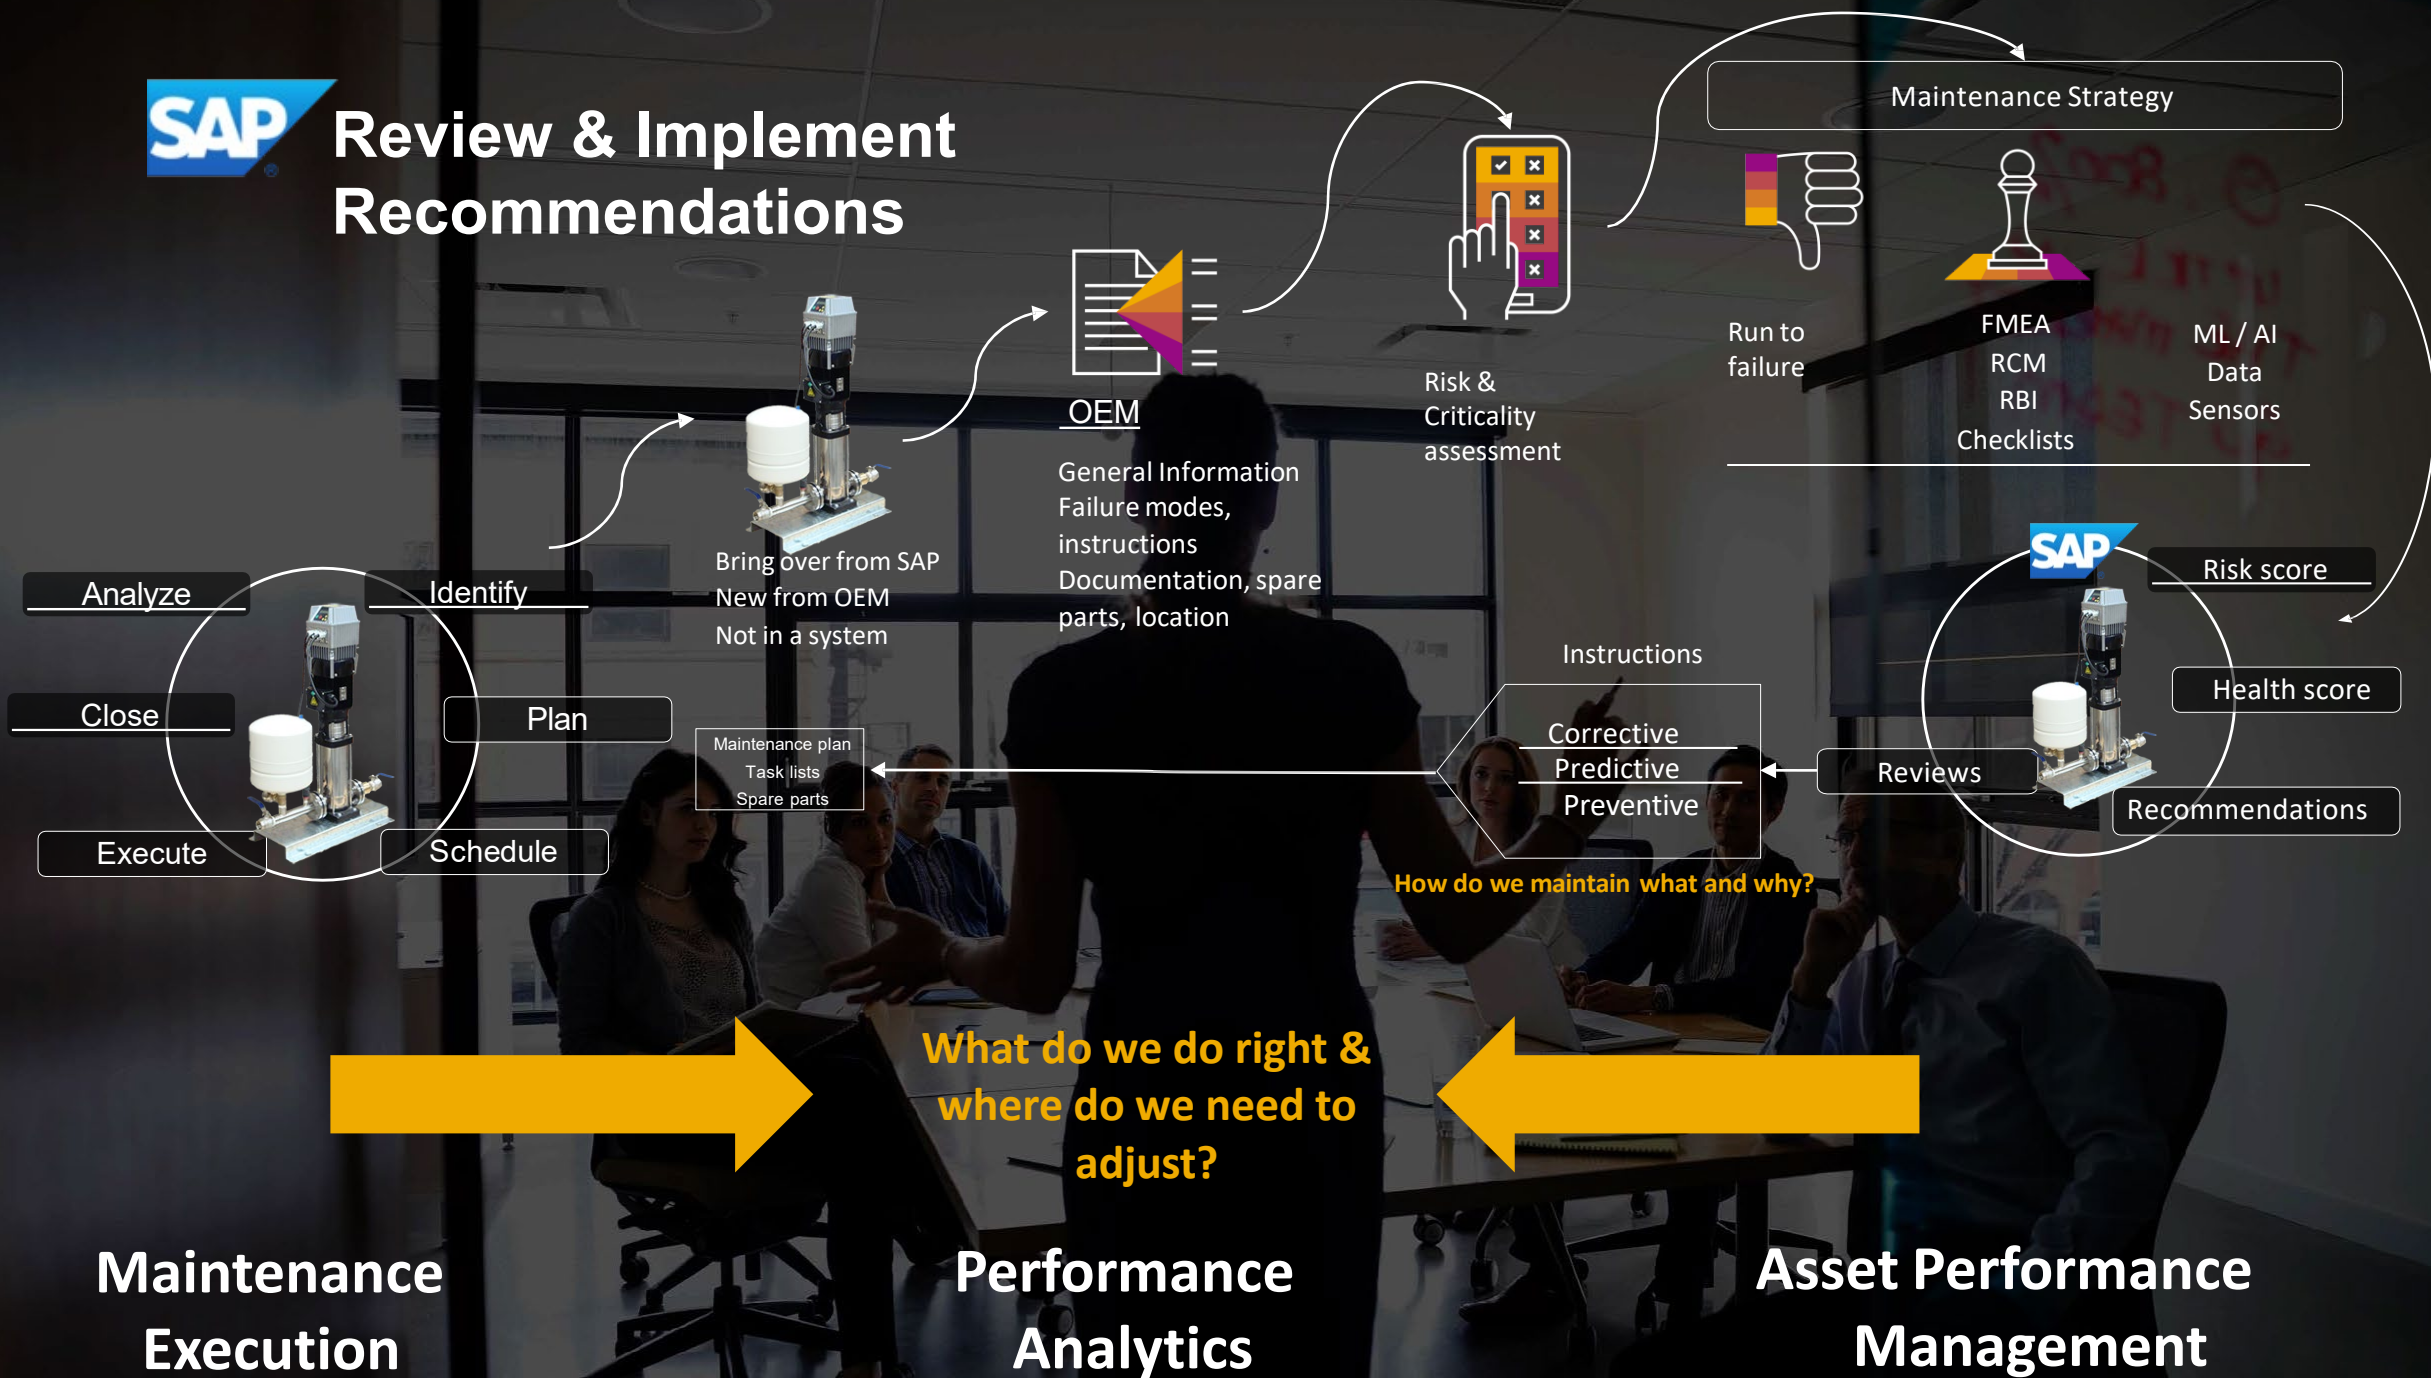 SAP
Review & Implement
Recommendations
Maintenance Strategy
Run to
failure
FMEA
RCM
RBI
Checklists
ML / AI
Data
Sensors
Risk &
Criticality
assessment
OEM
General Information
Failure modes,
instructions
Documentation, spare
parts, location
Bring over from SAP
New from OEM
Not in a system
Analyze
Identify
Close
Plan
Execute
Schedule
Maintenance plan
Task lists
Spare parts
Instructions
Corrective
Predictive
Preventive
How do we maintain what and why?
SAP
Risk score
Health score
Reviews
Recommendations
What do we do right &
where do we need to
adjust?
Maintenance
Execution
Performance
Analytics
Asset Performance
Management